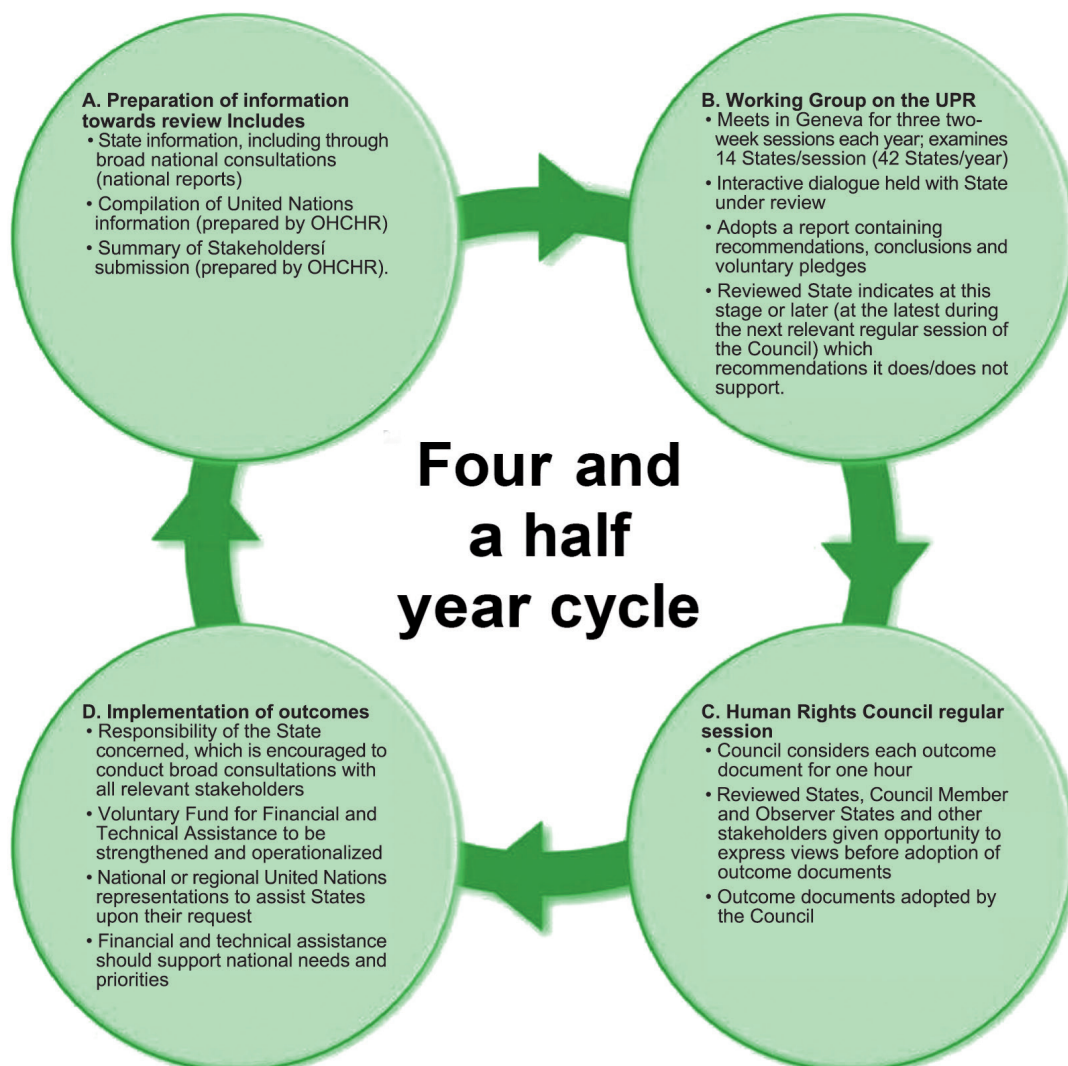 A. Preparation of information
towards review Includes
• State information, including through
broad national consultations
(national reports)
• Compilation of United Nations
information (prepared by OHCHR)
• Summary of Stakeholdersí
submission (prepared by OHCHR).
B. Working Group on the UPR
• Meets in Geneva for three two-
week sessions each year; examines
14 States/session (42 States/year)
• Interactive dialogue held with State
under review
• Adopts a report containing
recommendations, conclusions and
voluntary pledges
• Reviewed State indicates at this
stage or later (at the latest during
the next relevant regular session of
the Council) which
recommendations it does/does not
support.
Four and
a half
year cycle
C. Human Rights Council regular
session
• Council considers each outcome
document for one hour
• Reviewed States, Council Member
and Observer States and other
stakeholders given opportunity to
express views before adoption of
outcome documents
• Outcome documents adopted by
the Council
D. Implementation of outcomes
• Responsibility of the State
concerned, which is encouraged to
conduct broad consultations with
all relevant stakeholders
• Voluntary Fund for Financial and
Technical Assistance to be
strengthened and operationalized
• National or regional United Nations
representations to assist States
upon their request
• Financial and technical assistance
should support national needs and
priorities